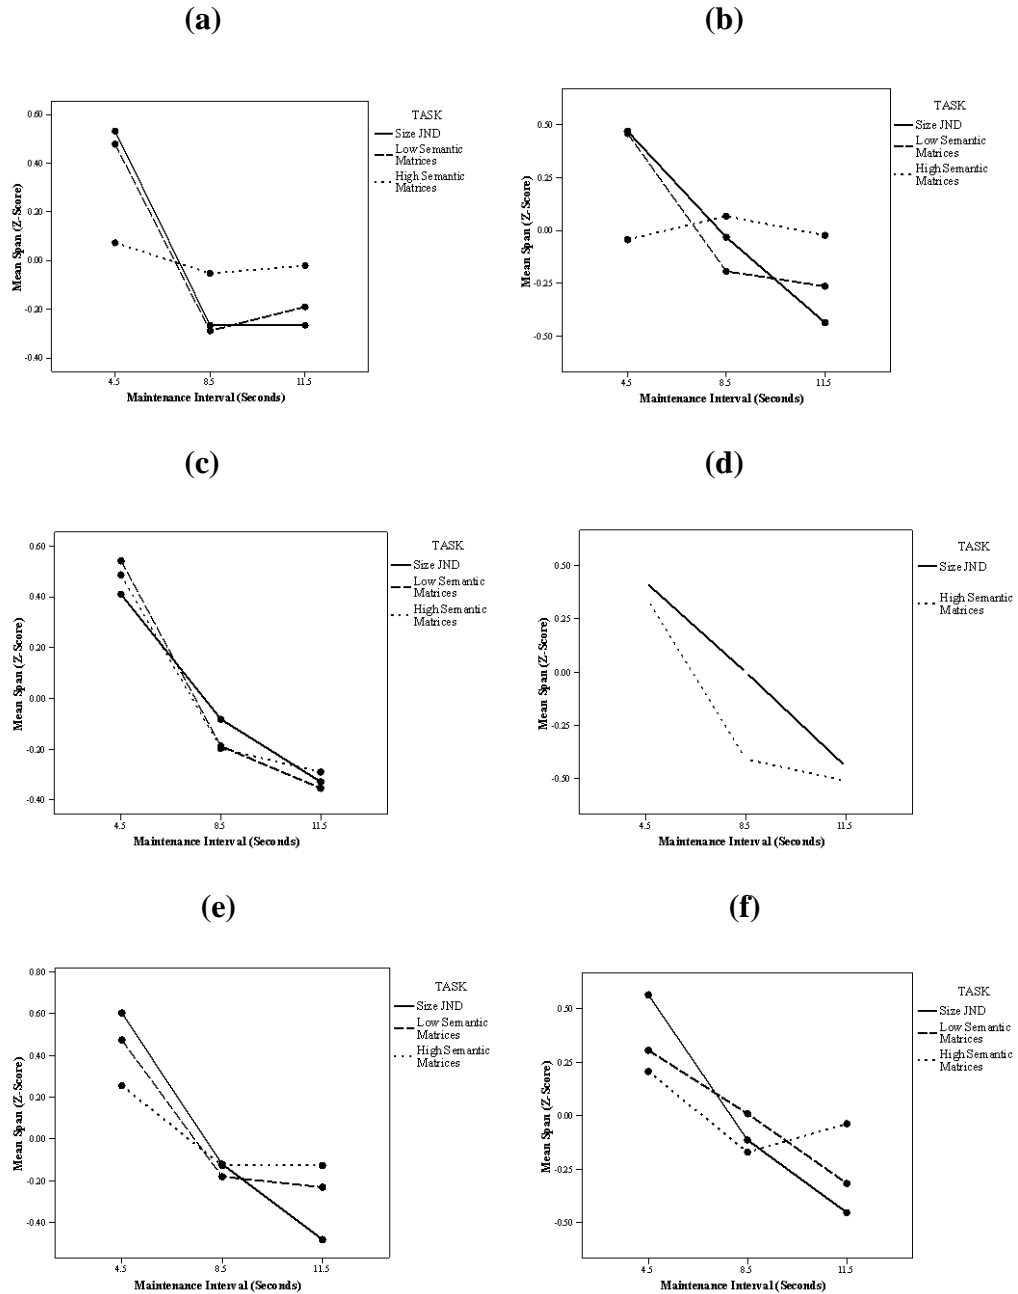 (a)
(b)
Mean Span (Z-Score)
0.60
0.40
0.20
0.00
-0.20
-0.40
4.5
8.5
11.5
Maintenance Interval (Seconds)
TASK
Size JND
Low Semantic
Matrices
High Semantic
Matrices
Mean Span (Z-Score)
0.50
0.25
0.00
-0.25
-0.50
4.5
8.5
11.5
Maintenance Interval (Seconds)
TASK
Size JND
Low Semantic
Matrices
High Semantic
Matrices
(c)
(d)
Mean Span (Z-Score)
0.60
0.40
0.20
0.00
-0.20
-0.40
4.5
8.5
11.5
Maintenance Interval (Seconds)
TASK
Size JND
Low Semantic
Matrices
High Semantic
Matrices
Mean Span (Z-Score)
0.50
0.25
0.00
-0.25
-0.50
4.5
8.5
11.5
Maintenance Interval (Seconds)
TASK
Size JND
High Semantic
Matrices
(e)
(f)
Mean Span (Z-Score)
0.80
0.60
0.40
0.20
0.00
-0.20
-0.40
4.5
8.5
11.5
Maintenance Interval (Seconds)
TASK
Size JND
Low Semantic
Matrices
High Semantic
Matrices
Mean Span (Z-Score)
0.50
0.25
0.00
-0.25
-0.50
4.5
8.5
11.5
Maintenance Interval (Seconds)
TASK
Size JND
Low Semantic
Matrices
High Semantic
Matrices